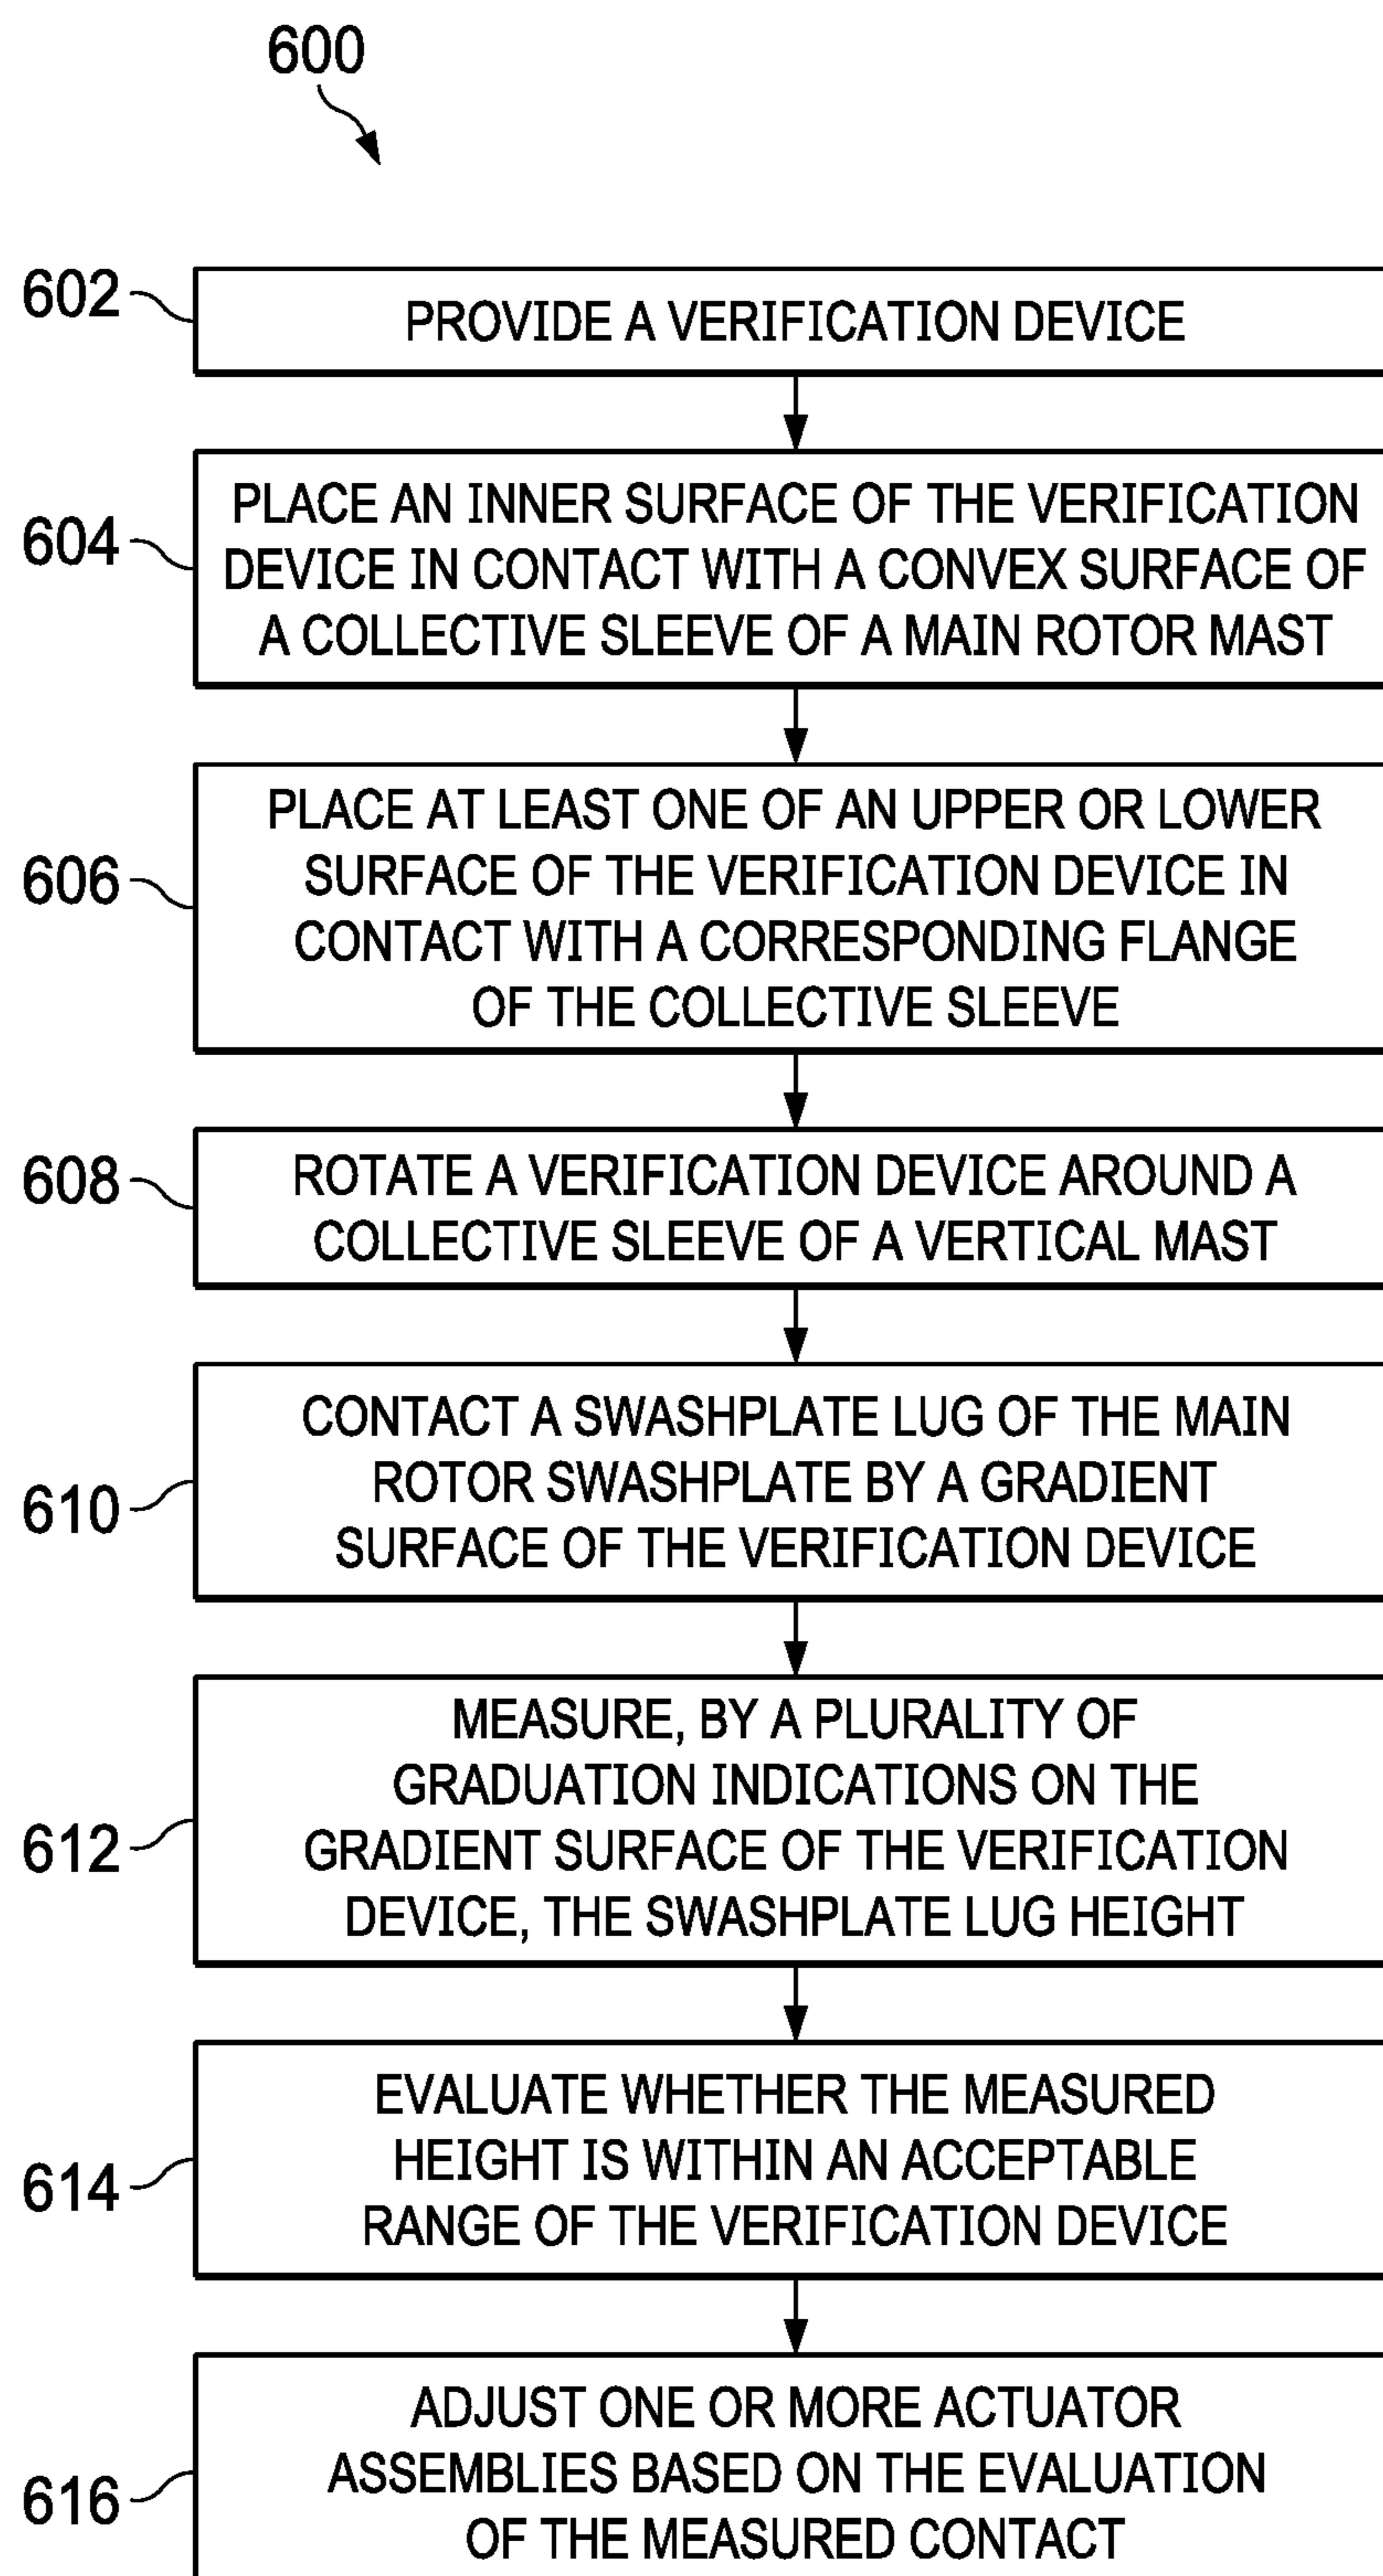 600
602
PROVIDE A VERIFICATION DEVICE
604
PLACE AN INNER SURFACE OF THE VERIFICATION
DEVICE IN CONTACT WITH A CONVEX SURFACE OF
A COLLECTIVE SLEEVE OF A MAIN ROTOR MAST
606
PLACE AT LEAST ONE OF AN UPPER OR LOWER
SURFACE OF THE VERIFICATION DEVICE IN
CONTACT WITH A CORRESPONDING FLANGE
OF THE COLLECTIVE SLEEVE
608
ROTATE A VERIFICATION DEVICE AROUND A
COLLECTIVE SLEEVE OF A VERTICAL MAST
610
CONTACT A SWASHPLATE LUG OF THE MAIN
ROTOR SWASHPLATE BY A GRADIENT
SURFACE OF THE VERIFICATION DEVICE
612
MEASURE, BY A PLURALITY OF
GRADUATION INDICATIONS ON THE
GRADIENT SURFACE OF THE VERIFICATION
DEVICE, THE SWASHPLATE LUG HEIGHT
614
EVALUATE WHETHER THE MEASURED
HEIGHT IS WITHIN AN ACCEPTABLE
RANGE OF THE VERIFICATION DEVICE
616
ADJUST ONE OR MORE ACTUATOR
ASSEMBLIES BASED ON THE EVALUATION
OF THE MEASURED CONTACT